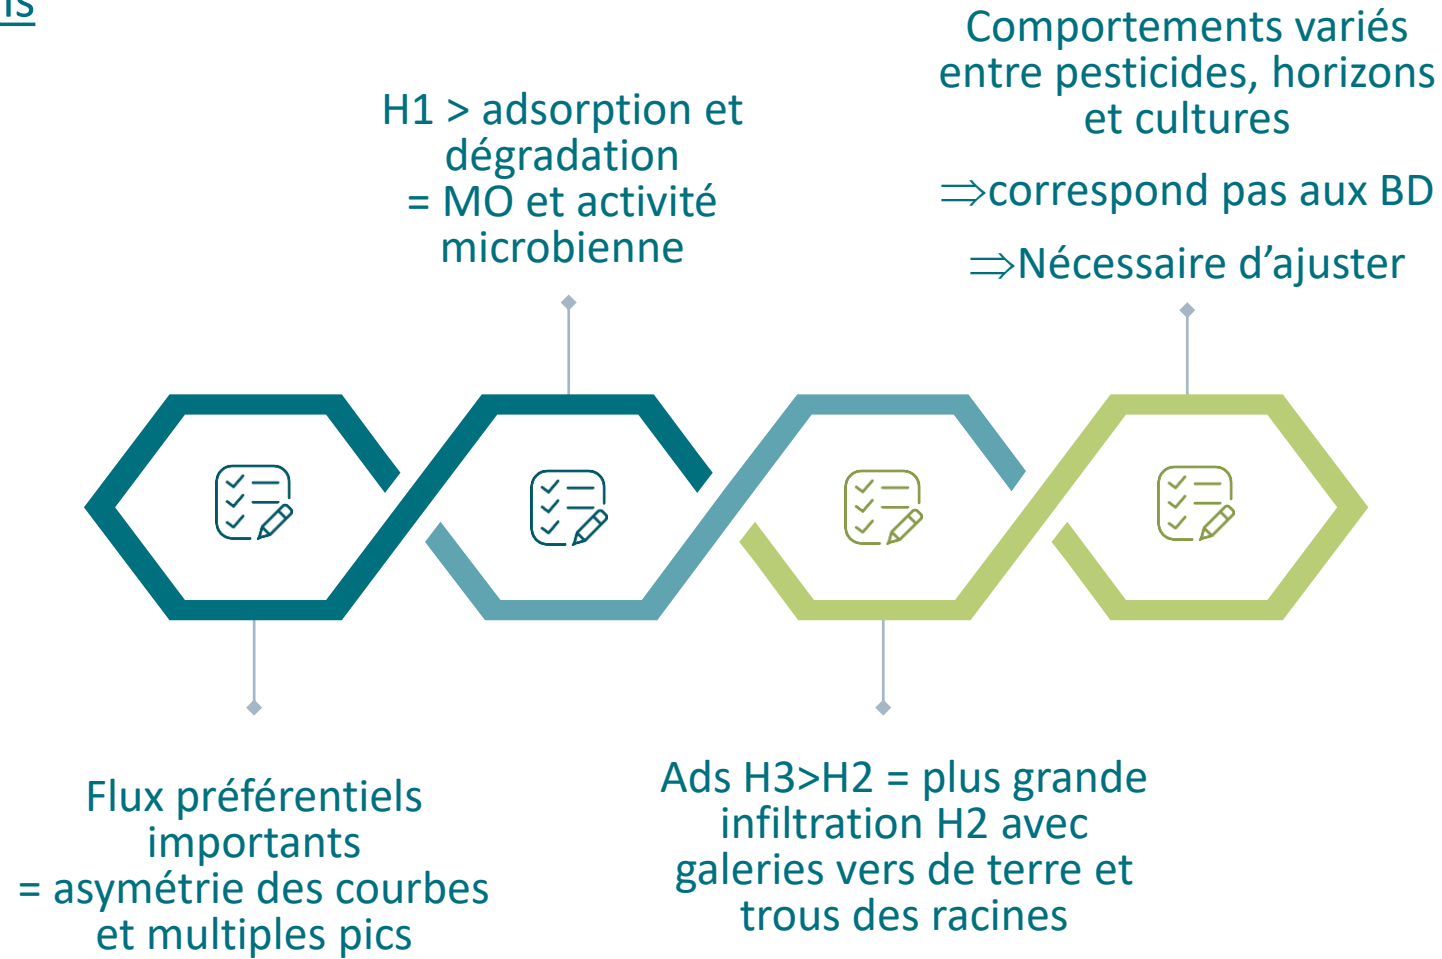 Flux préférentiels
importants
= asymétrie des courbes
et multiples pics
H1 > adsorption et
dégradation
= MO et activité
microbienne
Ads H3>H2 = plus grande
infiltration H2 avec
galeries vers de terre et
trous des racines
Comportements variés
entre pesticides, horizons
et cultures
⇒correspond pas aux BD
⇒Nécessaire d’ajuster